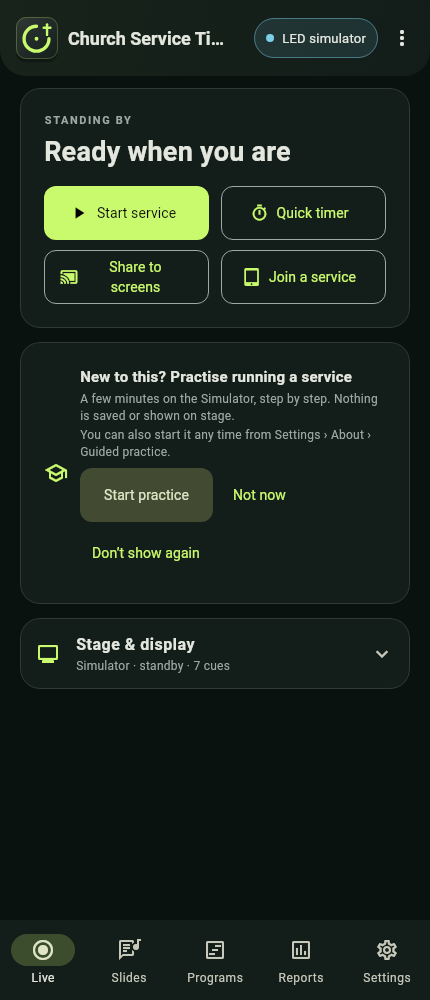 Church Service Ti...
LED simulator
STANDING BY
Ready when you are
Start service
Quick timer
Share to
screens
Join a service
New to this? Practise running a service
A few minutes on the Simulator, step by step. Nothing
is saved or shown on stage.
You can also start it any time from Settings › About ›
Guided practice.
Start practice
Not now
Don't show again
Stage & display
Simulator · standby · 7 cues
Live
Slides
Programs
Reports
Settings